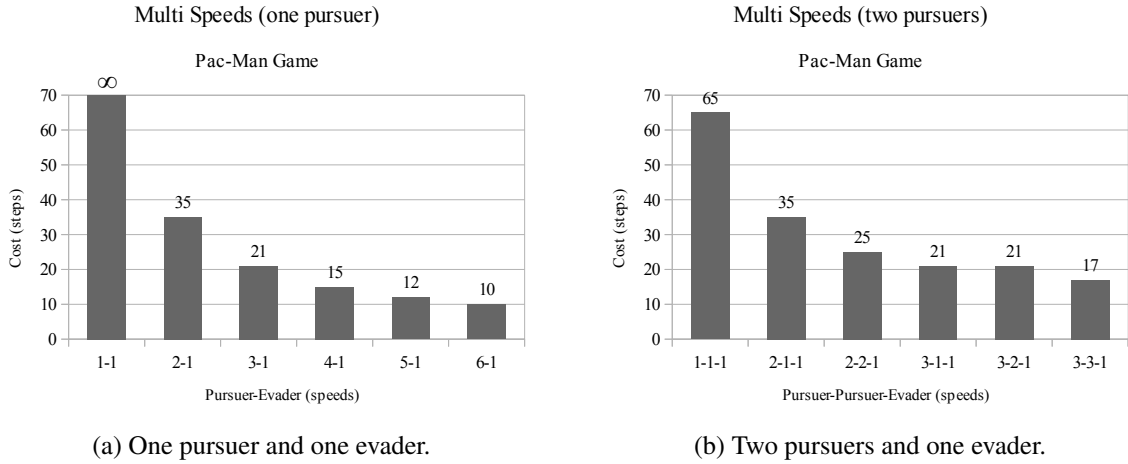 Multi Speeds (one pursuer)
Pac-Man Game
∞
70
60
50
40
30
20
10
0
35
21
15
12
10
Cost (steps)
1-1 2-1 3-1 4-1 5-1 6-1
Pursuer-Evader (speeds)
(a) One pursuer and one evader.
Multi Speeds (two pursuers)
Pac-Man Game
70
60
50
40
30
20
10
0
65
35
25
21
21
17
Cost (steps)
1-1-1 2-1-1 2-2-1 3-1-1 3-2-1 3-3-1
Pursuer-Pursuer-Evader (speeds)
(b) Two pursuers and one evader.